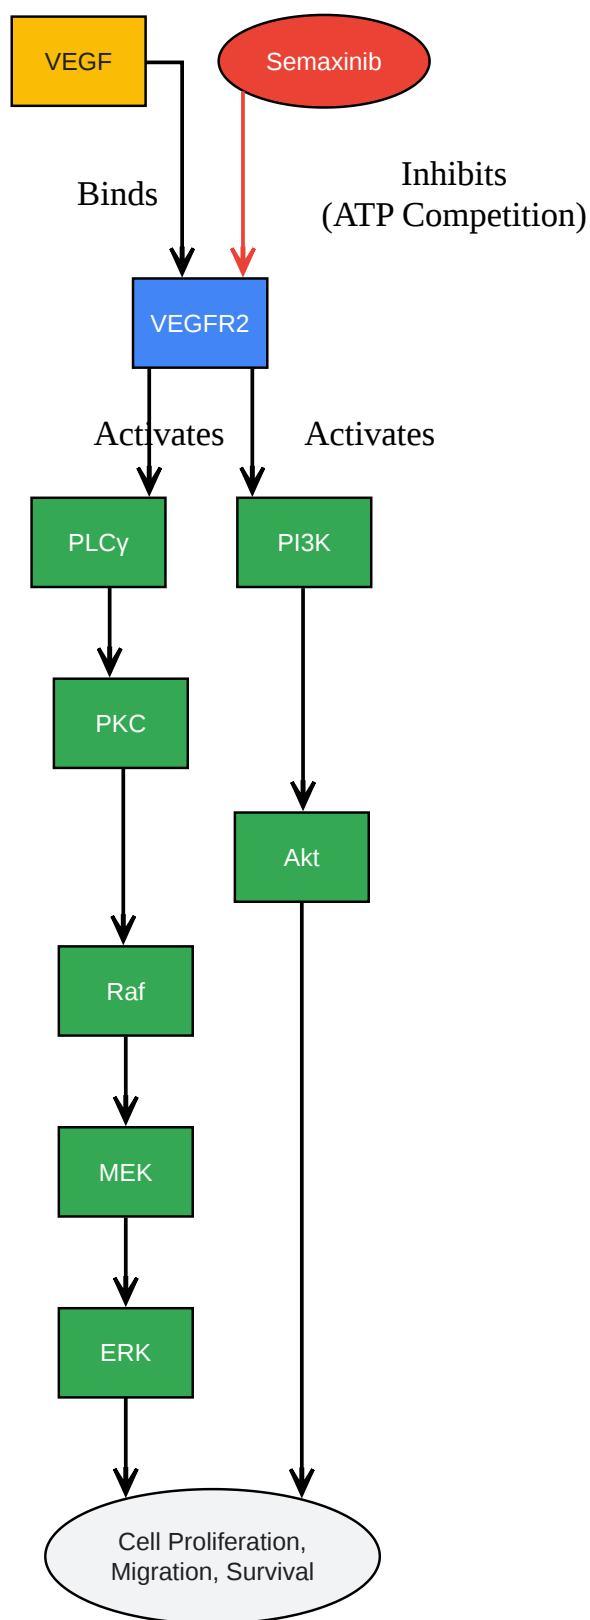 VEGF
Semaxinib
Binds
Inhibits
(ATP Competition)
VEGFR2
Activates
Activates
PLCγ
PI3K
PKC
Akt
Raf
MEK
ERK
Cell Proliferation,
Migration, Survival